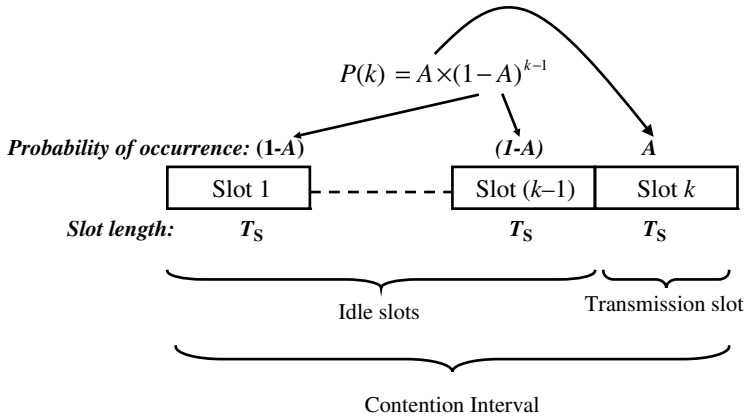 P(k) = A×(1 − A)^{k−1}
Probability of occurrence: (1-A) (1-A) A
Slot 1 Slot (k–1) Slot k
Slot length: T_S T_S T_S
Idle slots Transmission slot
Contention Interval